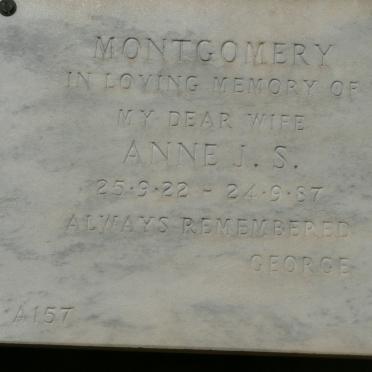 MONTGOMERY
IN LOVING MEMORY OF
MY DEAR WIFE
ANNE J. S.
25·9·22 - 24·9·87
ALWAYS REMEMBERED
GEORGE
A157